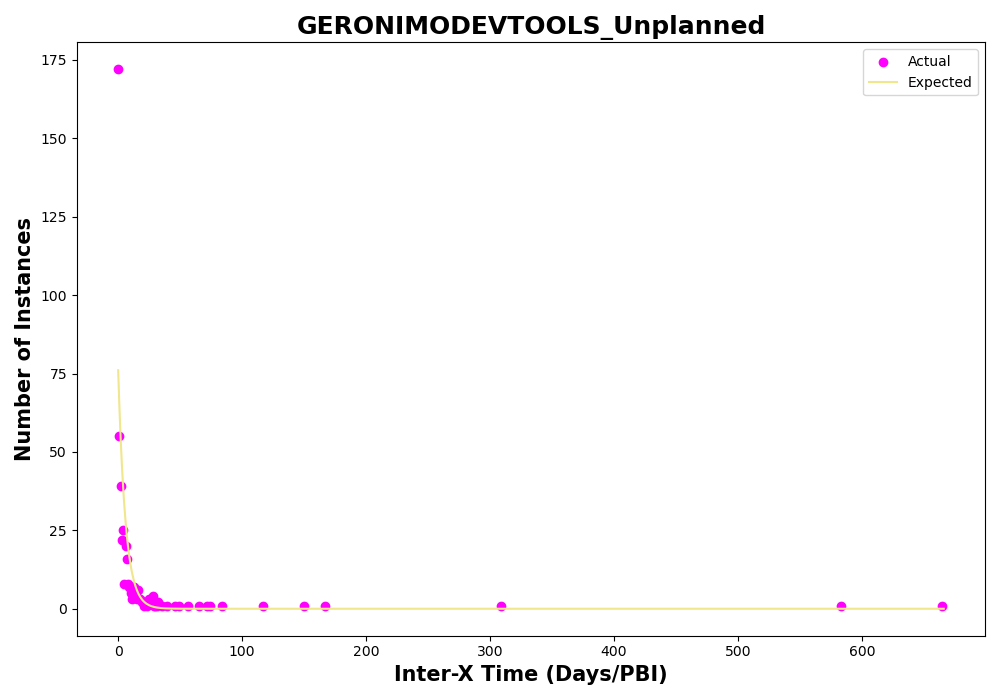 GERONIMODEVTOOLS_Unplanned
Actual
Expected
Number of Instances
175
150
125
100
75
50
25
0
0 100 200 300 400 500 600
Inter-X Time (Days/PBI)